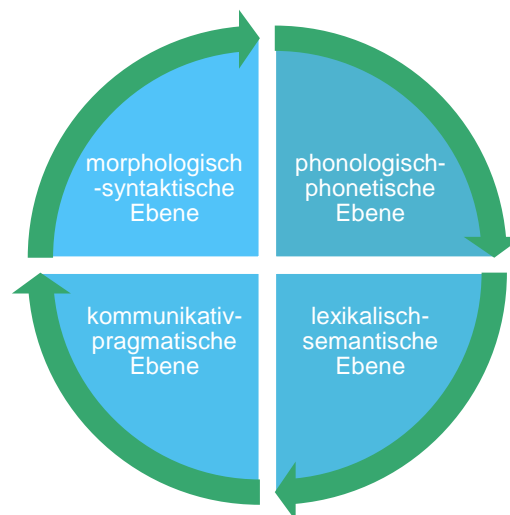 morphologisch
-syntaktische
Ebene
phonologisch-
phonetische
Ebene
kommunikativ-
pragmatische
Ebene
lexikalisch-
semantische
Ebene